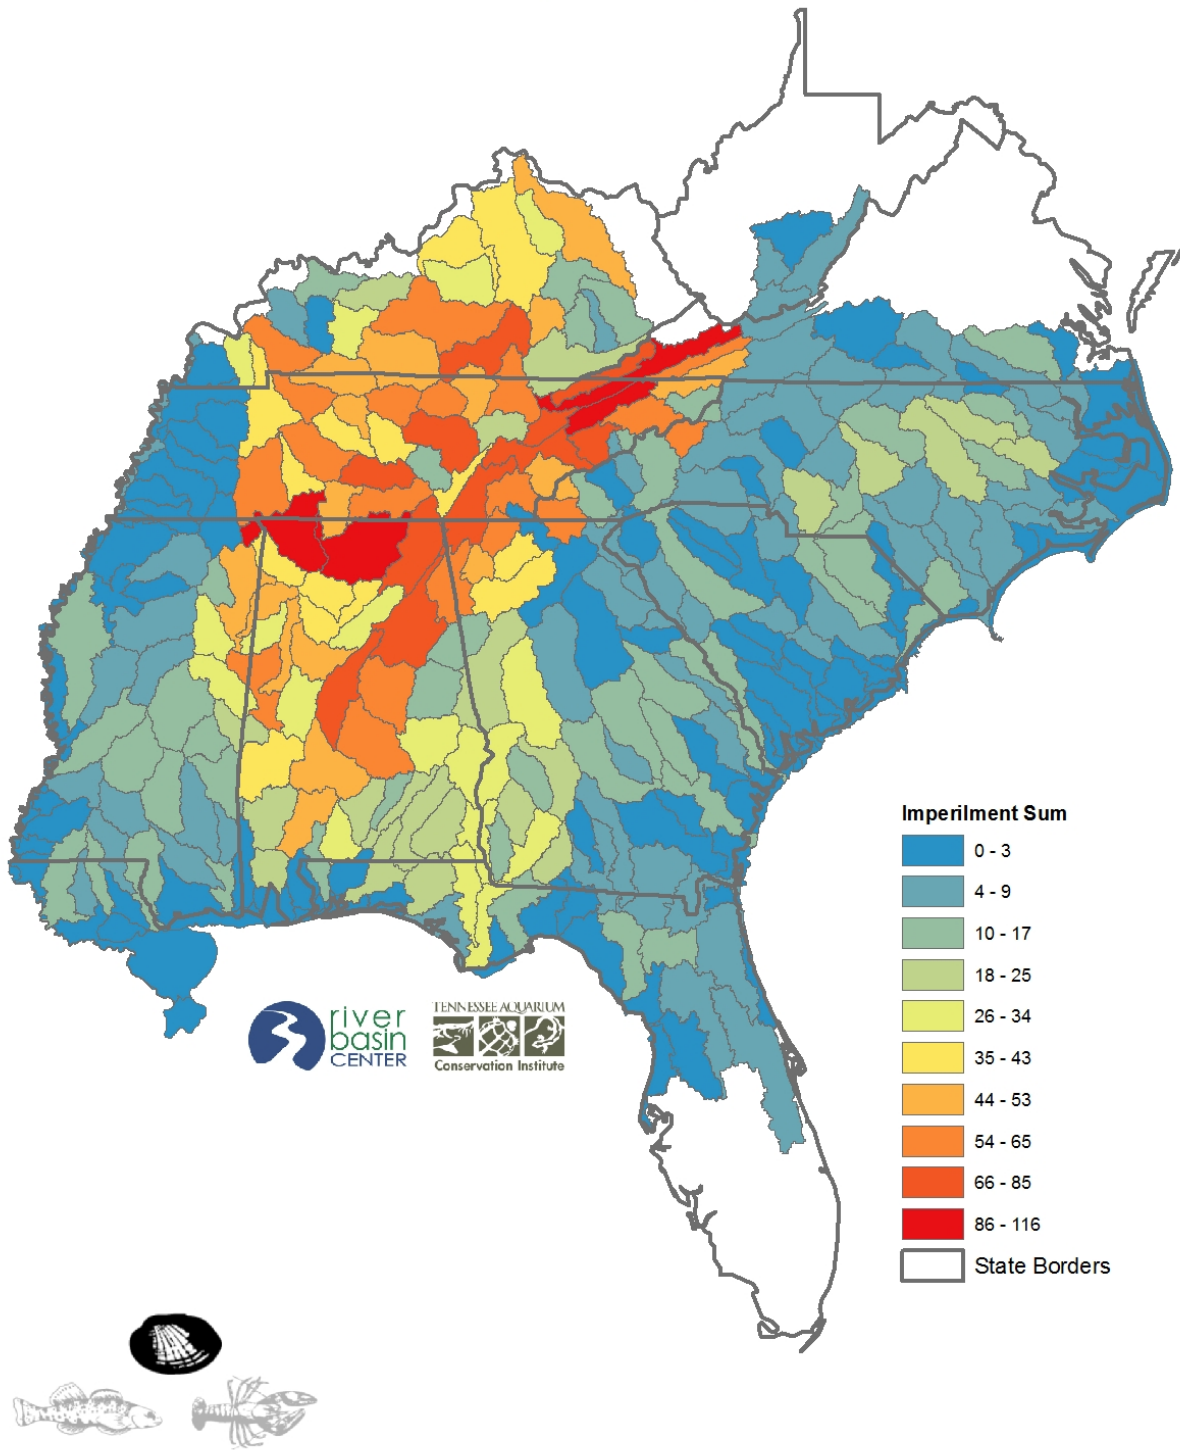 Imperilment Sum
0 - 3
4 - 9
10 - 17
18 - 25
26 - 34
35 - 43
44 - 53
54 - 65
66 - 85
86 - 116
State Borders
river
basin
CENTER
TENNESSEE AQUARIUM
Conservation Institute